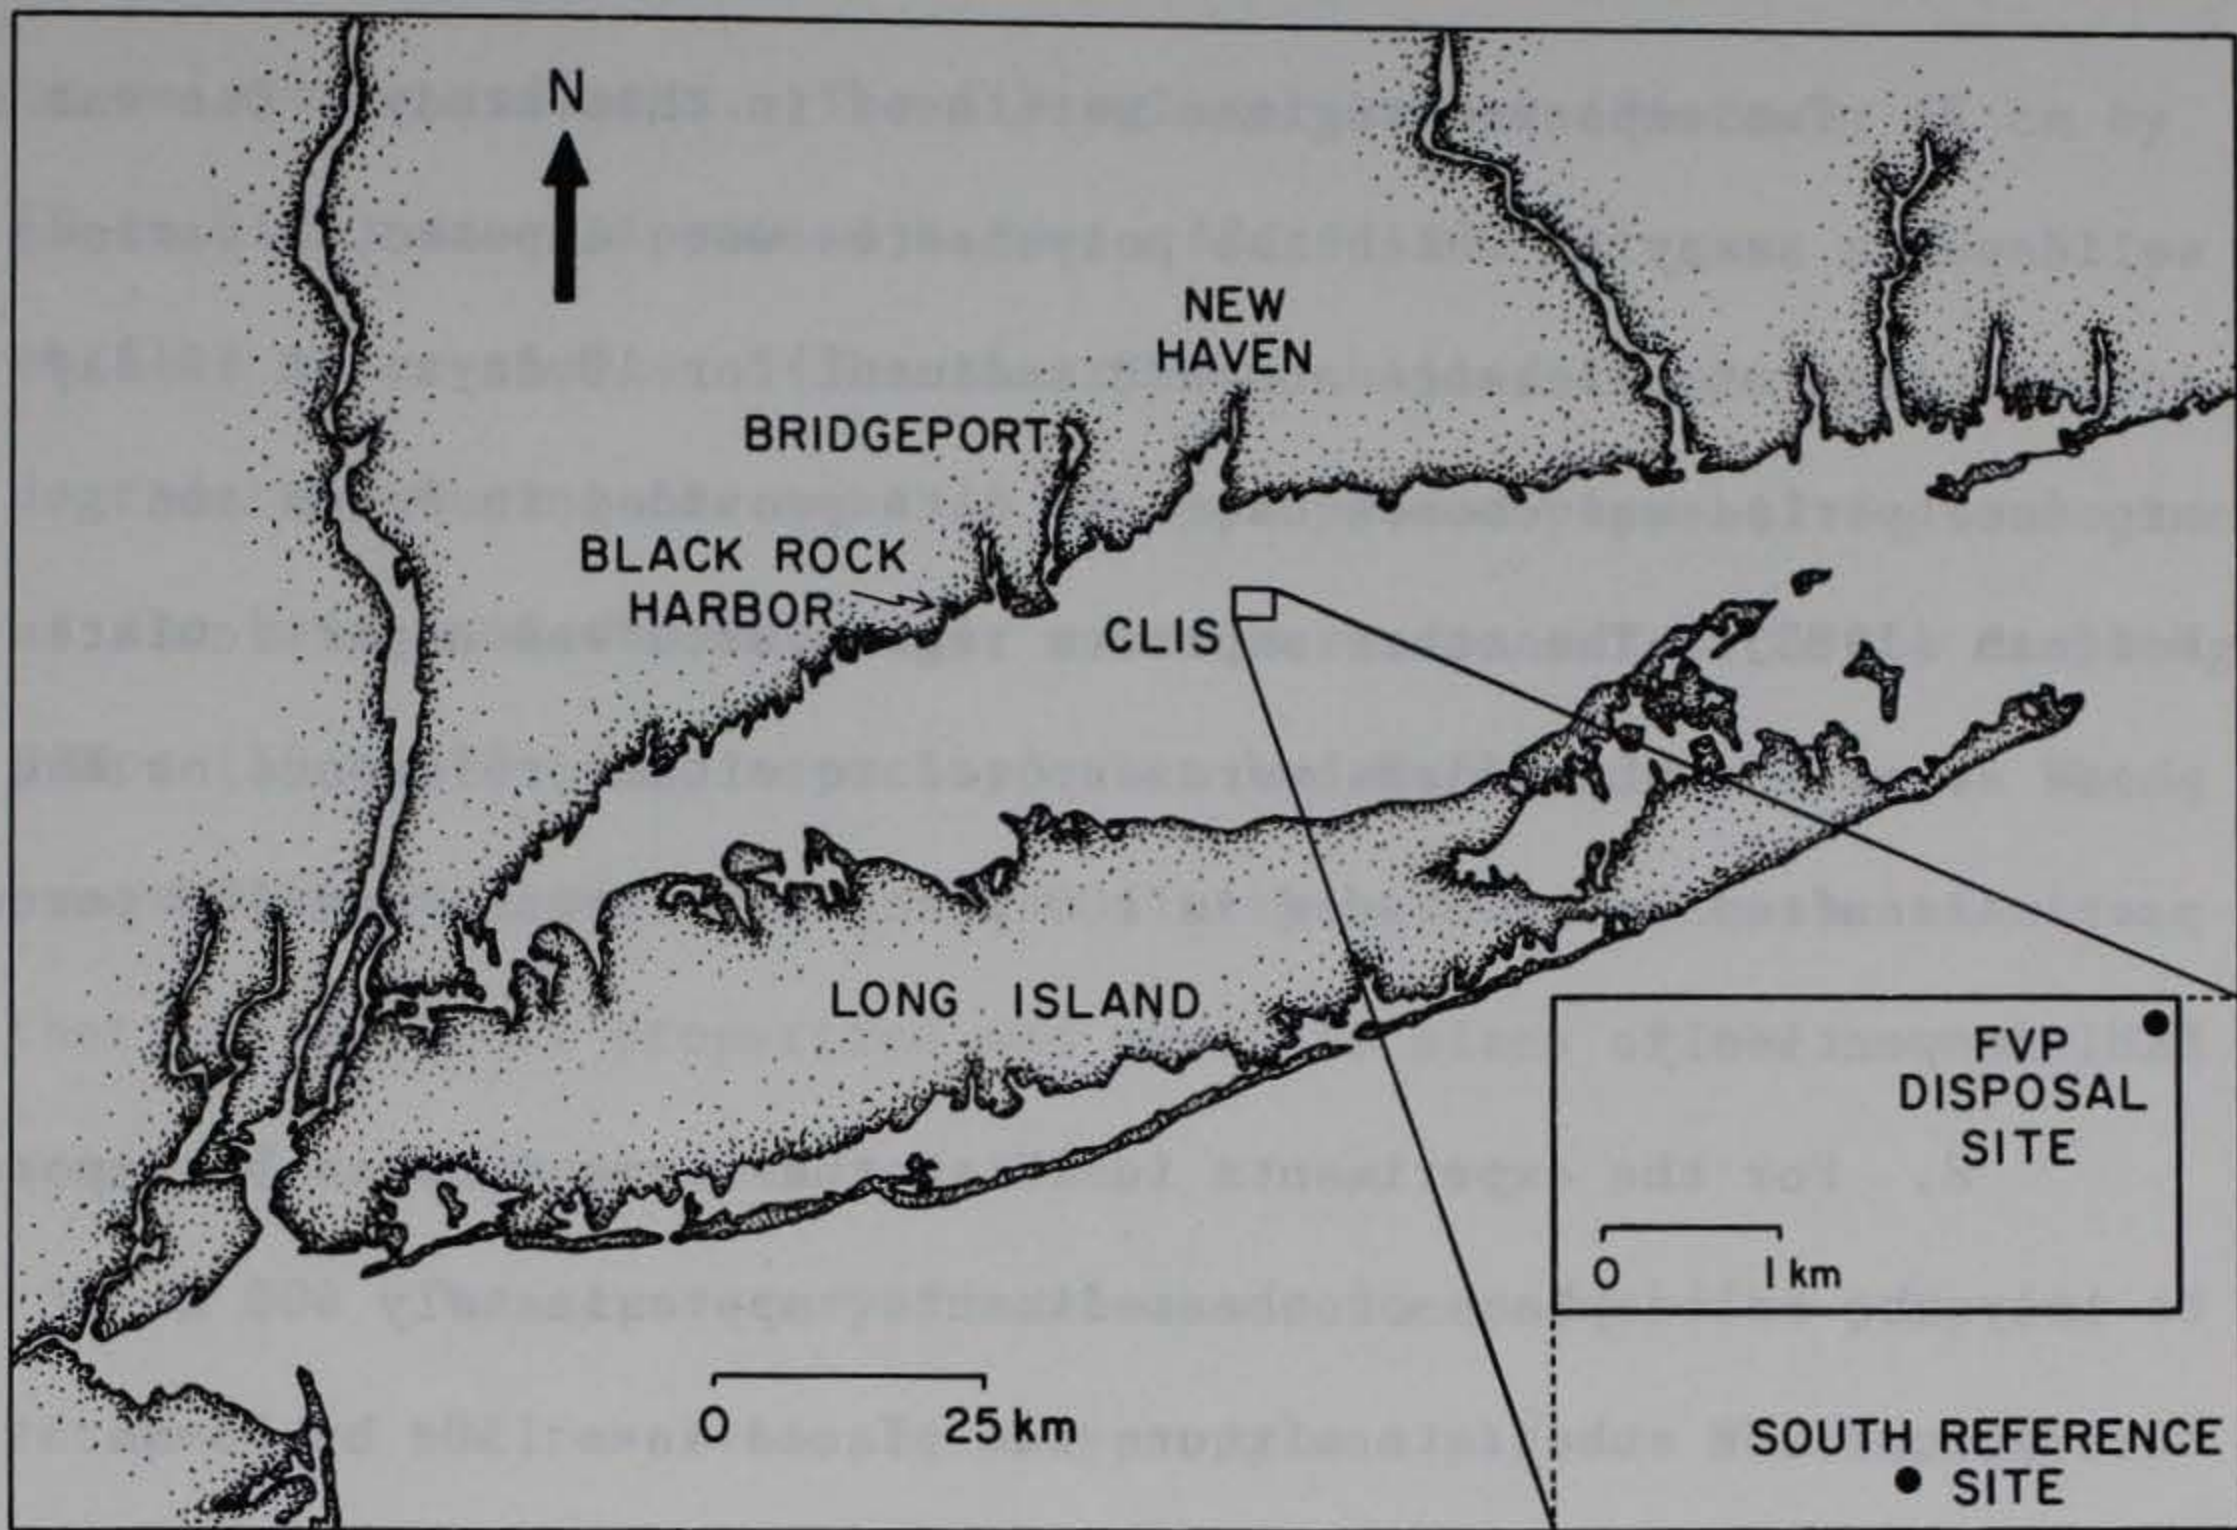 N
NEW
HAVEN
BRIDGEPORT
BLACK ROCK
HARBOR
CLIS
LONG ISLAND
FVP
DISPOSAL
SITE
0 1 km
0 25 km
SOUTH REFERENCE
SITE